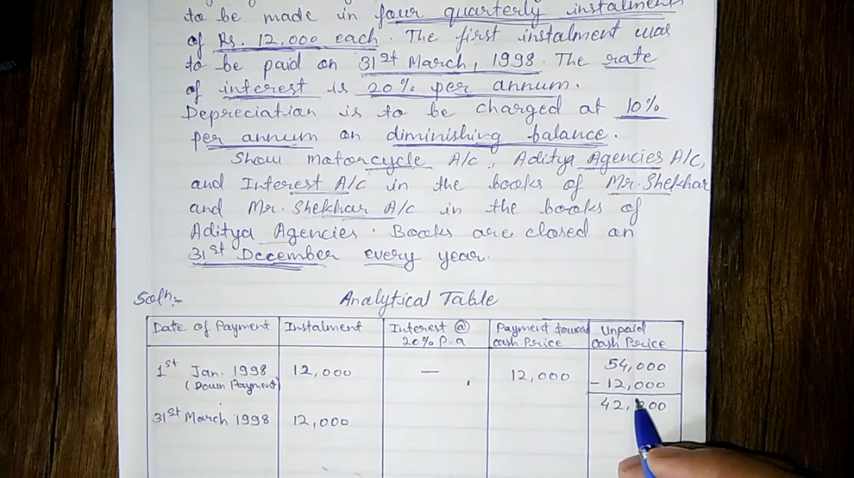 to be made in four quarterly instalments
of Rs. 12,000 each. The first instalment was
to be paid on 31st March, 1998. The rate
of interest is 20% per annum.
Depreciation is to be charged at 10%
per annum on diminishing balance.
Show Motorcycle A/c, Aditya Agencies A/C,
and Interest A/c in the books of Mr. Shekhar
and Mr. Shekhar A/c in the books of
Aditya Agencies. Books are closed on
31st December every year.
Soln:-
Analytical Table
Date of Payment Instalment Interest @ 20% P.a Payment toward cash Price Unpaid Cash Price
1st Jan. 1998 (Down Payment) 12,000 — 12,000 54,000
- 12,000
42,000
31st March 1998 12,000